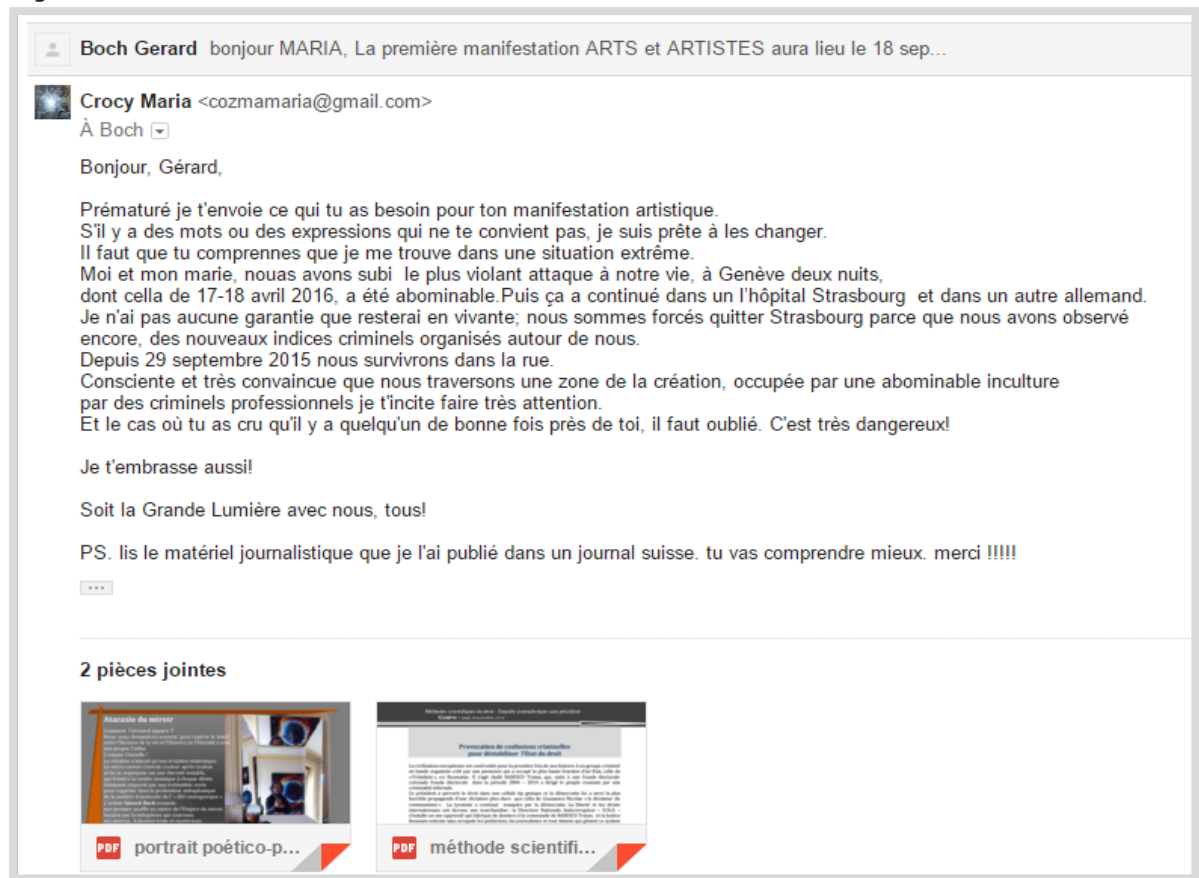 Boch Gerard bonjour MARIA, La première manifestation ARTS et ARTISTES aura lieu le 18 sep...
Crocy Maria <cozmamaria@gmail.com>
À Boch
Bonjour, Gérard,
Prématuré je t'envoie ce qui tu as besoin pour ton manifestation artistique.
S'il y a des mots ou des expressions qui ne te convient pas, je suis prête à les changer.
Il faut que tu comprennes que je me trouve dans une situation extrême.
Moi et mon marie, nouas avons subi le plus violant attaque à notre vie, à Genève deux nuits,
dont cella de 17-18 avril 2016, a été abominable.Puis ça a continué dans un l'hôpital Strasbourg et dans un autre allemand.
Je n'ai pas aucune garantie que resterai en vivante; nous sommes forcés quitter Strasbourg parce que nous avons observé
encore, des nouveaux indices criminels organisés autour de nous.
Depuis 29 septembre 2015 nous survivrons dans la rue.
Consciente et très convaincue que nous traversons une zone de la création, occupée par une abominable inculture
par des criminels professionnels je t'incite faire très attention.
Et le cas où tu as cru qu'il y a quelqu'un de bonne fois près de toi, il faut oublié. C'est très dangereux!
Je t'embrasse aussi!
Soit la Grande Lumière avec nous, tous!
PS. lis le matériel journalistique que je l'ai publié dans un journal suisse. tu vas comprendre mieux. merci !!!!!
2 pièces jointes
Ataraxie du miroir
Provocation de confusions criminelles
pour déstabiliser l'Etat du droit
PDF portrait poético-p...
PDF méthode scientifi...